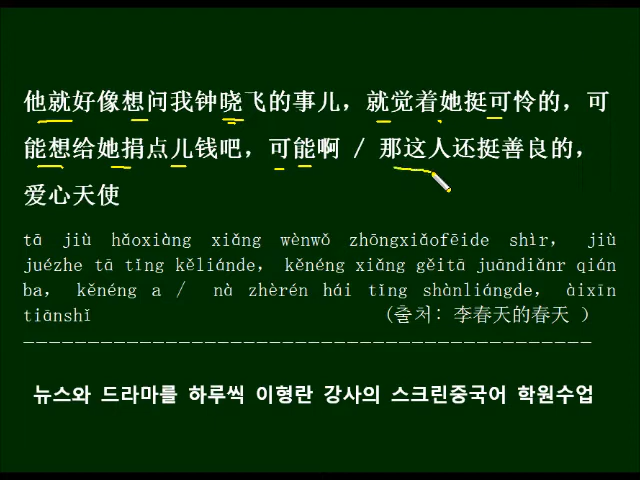 他就好像想问我钟晓飞的事儿，就觉着她挺可怜的，可
能想给她捐点儿钱吧，可能啊 / 那这人还挺善良的，
爱心天使
tā jiù hǎoxiàng xiǎng wènwǒ zhōngxiǎofēide shìr, jiù
juézhe tā tǐng kěliánde, kěnéng xiǎng gěitā juāndiǎnr qián
ba, kěnéng a / nà zhèrén hái tǐng shànliángde, àixīn
tiānshǐ (출처: 李春天的春天 )
뉴스와 드라마를 하루씩 이형란 강사의 스크린중국어 학원수업